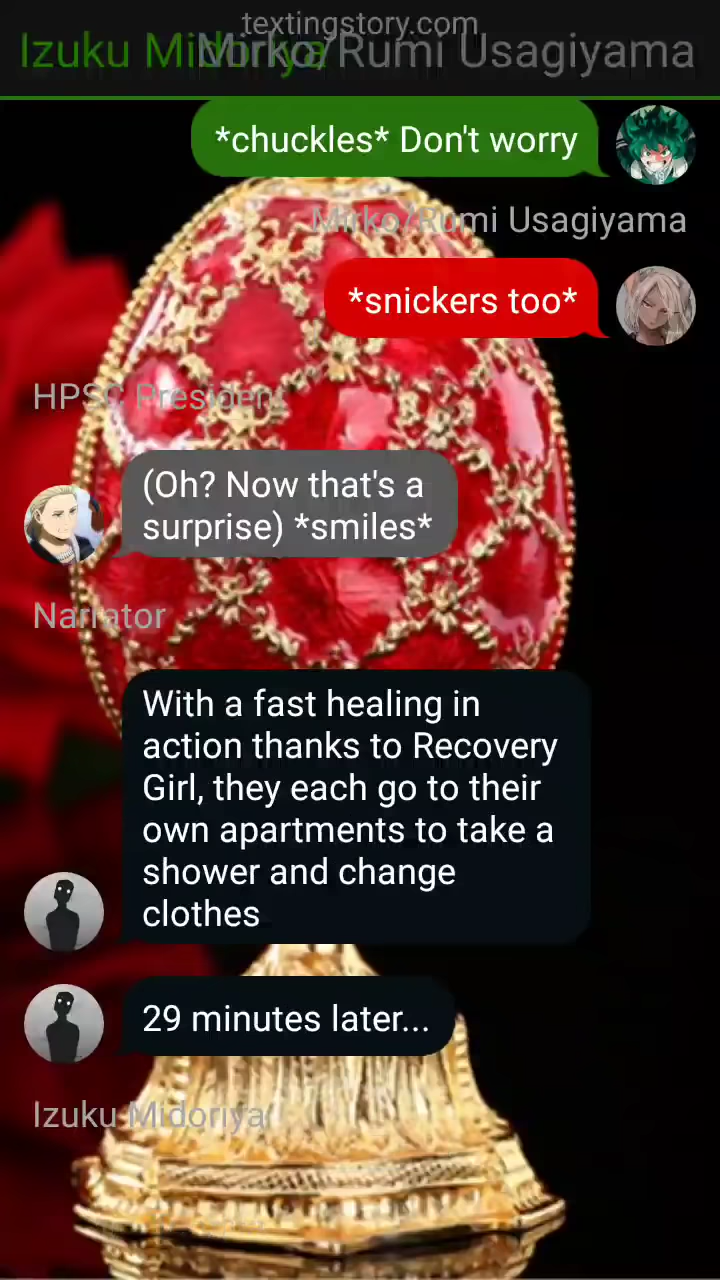 textingstory.com
Izuku Midoriya
Mirko/Rumi Usagiyama
*chuckles* Don't worry
Mirko/Rumi Usagiyama
*snickers too*
HPSC President
(Oh? Now that's a
surprise) *smiles*
Narrator
With a fast healing in
action thanks to Recovery
Girl, they each go to their
own apartments to take a
shower and change
clothes
29 minutes later...
Izuku Midoriya